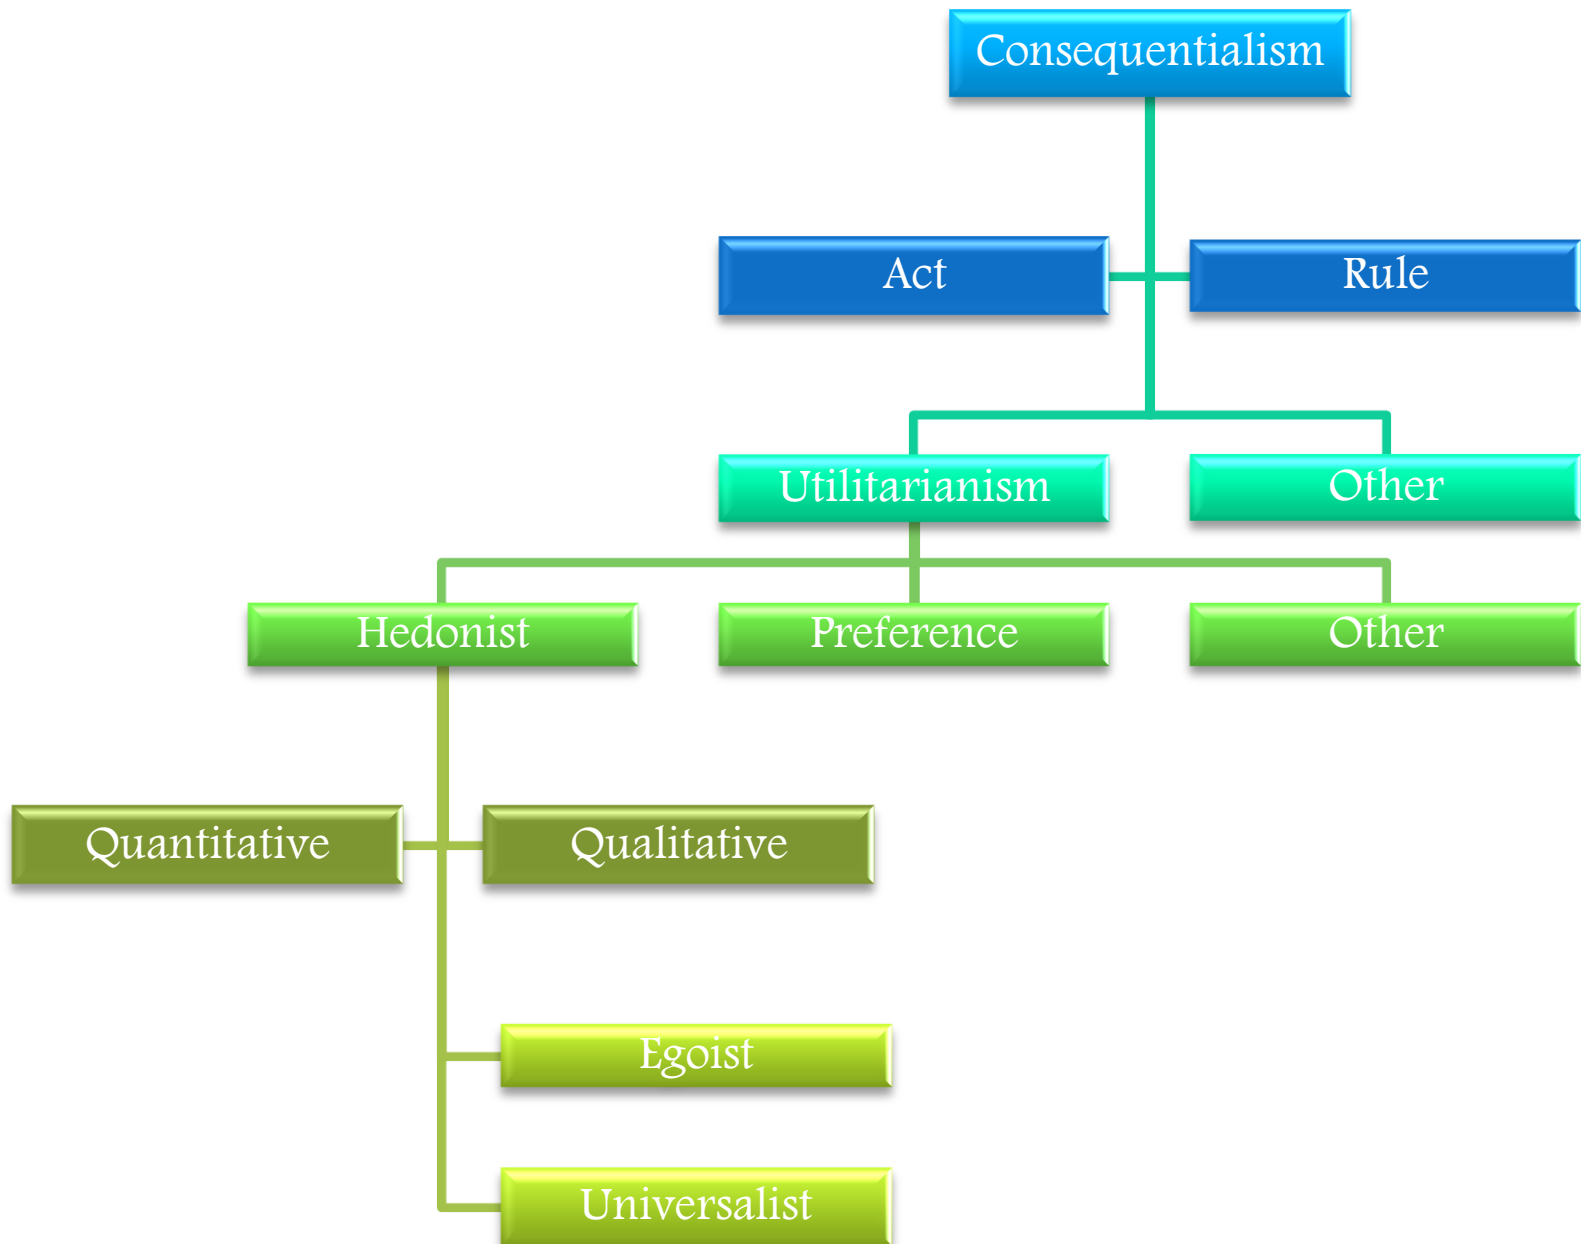 Consequentialism
Act
Rule
Utilitarianism
Other
Hedonist
Preference
Other
Quantitative
Qualitative
Egoist
Universalist